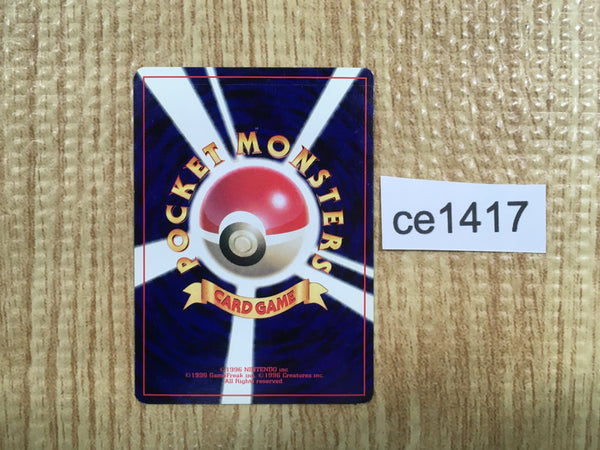 POCKET MONSTERS
CARD GAME
©1996 NINTENDO inc.
©1996 GameFreak inc. ©1996 Creatures inc.
All Rights reserved.
ce1417